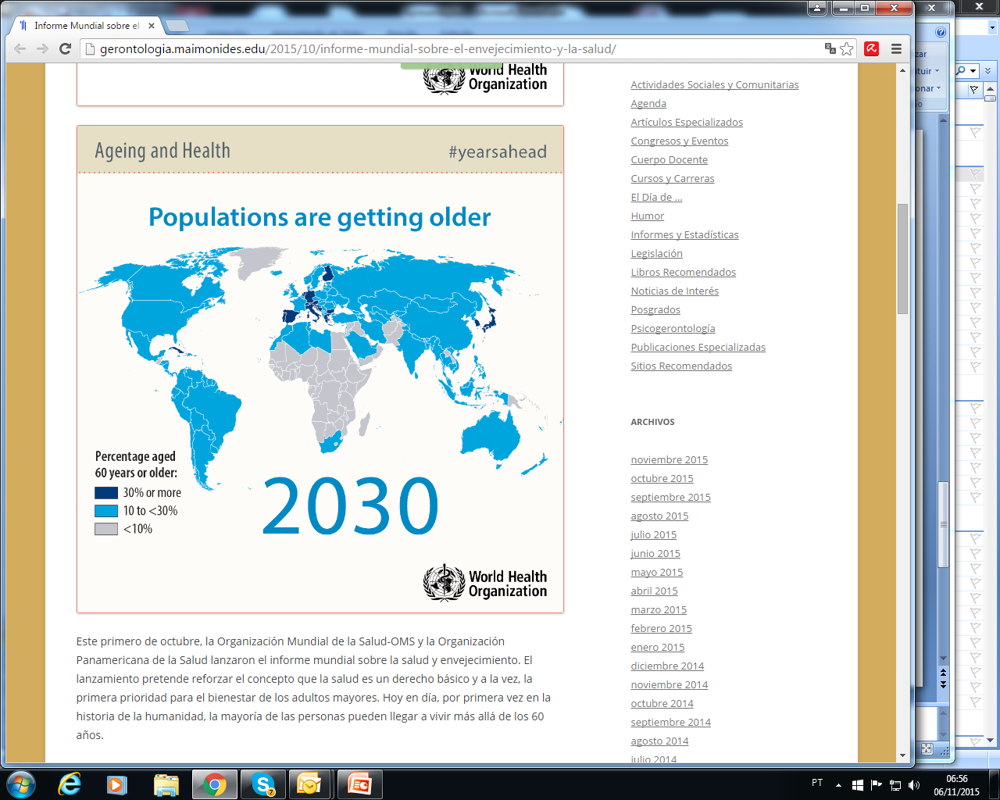 Informe Mundial sobre el
gerontologia.maimonides.edu/2015/10/informe-mundial-sobre-el-envejecimiento-y-la-salud/
World Health
Organization
Ageing and Health
#yearsahead
Populations are getting older
Percentage aged
60 years or older:
30% or more
10 to <30%
<10%
2030
World Health
Organization
Este primero de octubre, la Organización Mundial de la Salud-OMS y la Organización
Panamericana de la Salud lanzaron el informe mundial sobre la salud y envejecimiento. El
lanzamiento pretende reforzar el concepto que la salud es un derecho básico y a la vez, la
primera prioridad para el bienestar de los adultos mayores. Hoy en día, por primera vez en la
historia de la humanidad, la mayoría de las personas pueden llegar a vivir más allá de los 60
años.
Actividades Sociales y Comunitarias
Agenda
Artículos Especializados
Congresos y Eventos
Cuerpo Docente
Cursos y Carreras
El Día de ...
Humor
Informes y Estadísticas
Legislación
Libros Recomendados
Noticias de Interés
Posgrados
Psicogerontología
Publicaciones Especializadas
Sitios Recomendados
ARCHIVOS
noviembre 2015
octubre 2015
septiembre 2015
agosto 2015
julio 2015
junio 2015
mayo 2015
abril 2015
marzo 2015
febrero 2015
enero 2015
diciembre 2014
noviembre 2014
octubre 2014
septiembre 2014
agosto 2014
julio 2014
zar
ituir
onar
7
PT
06:56
06/11/2015